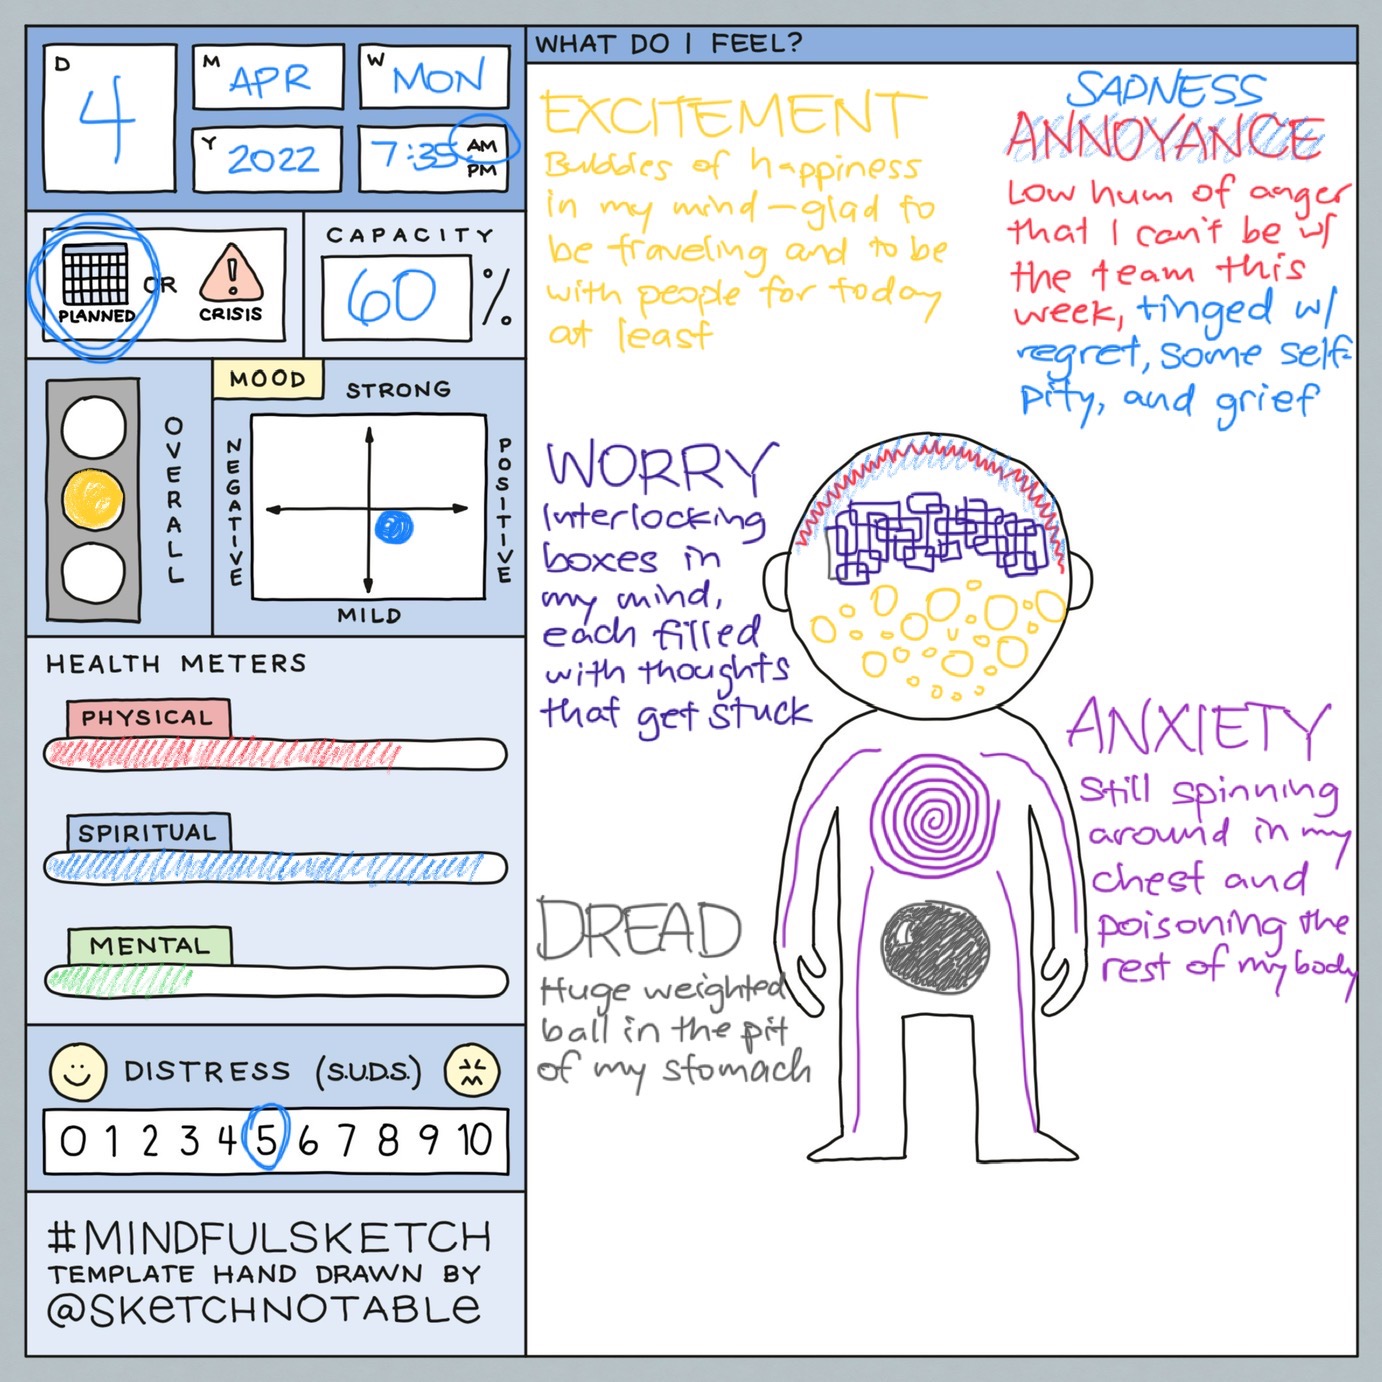 D
4
M
APR
W
MON
Y
2022
7:35
AM
PM
PLANNED
OR
CRISIS
CAPACITY
60 %
OVERALL
MOOD
STRONG
NEGATIVE
POSITIVE
MILD
HEALTH METERS
PHYSICAL
SPIRITUAL
MENTAL
DISTRESS (S.U.D.S.)
0 1 2 3 4 5 6 7 8 9 10
#MINDFULSKETCH
TEMPLATE HAND DRAWN BY
@SKETCHNOTABLE
WHAT DO I FEEL?
EXCITEMENT
Bubbles of happiness
in my mind—glad to
be traveling and to be
with people for today
at least
SADNESS
ANNOYANCE
Low hum of anger
that I can't be w/
the team this
week, tinged w/
regret, some self-
pity, and grief
WORRY
Interlocking
boxes in
my mind,
each filled
with thoughts
that get stuck
ANXIETY
Still spinning
around in my
chest and
poisoning the
rest of my body
DREAD
Huge weighted
ball in the pit
of my stomach